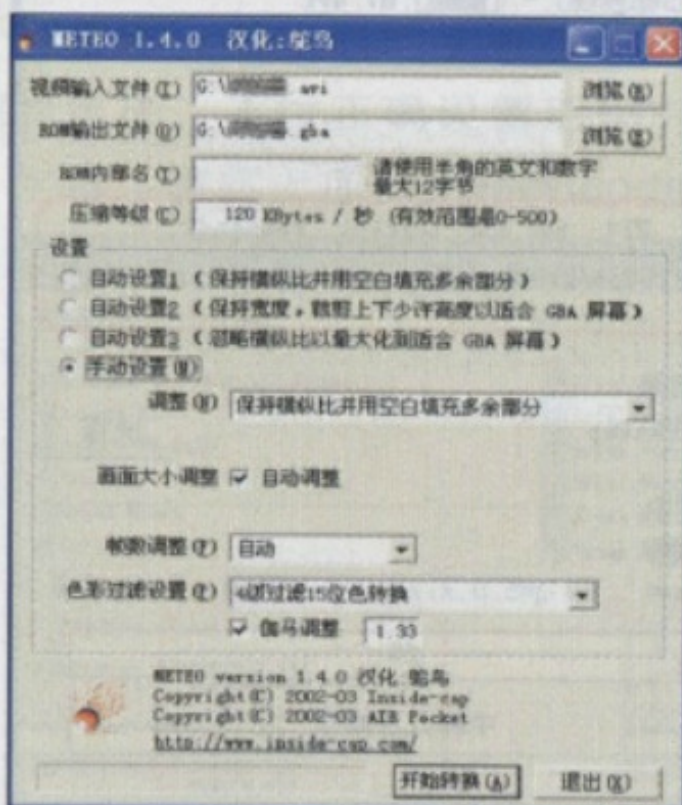 METEO 1.4.0 汉化:鸵鸟
视频输入文件(I) G:\ .avi 浏览(B)
ROM输出文件(O) G:\ .gba 浏览(E)
ROM内部名(T) 请使用半角的英文和数字
最大12字节
压缩等级(C) 120 KBytes / 秒 (有效范围是0-500)
设置
自动设置1 (保持横纵比并用空白填充多余部分)
自动设置2 (保持宽度,裁剪上下少许高度以适合 GBA 屏幕)
自动设置3 (忽略横纵比以最大化到适合 GBA 屏幕)
手动设置(M)
调整(H) 保持横纵比并用空白填充多余部分
画面大小调整 自动调整
帧数调整(F) 自动
色彩过滤设置(F) 过滤15位色转换
伽马调整 1.33
METEO version 1.4.0 汉化:鸵鸟
Copyright(C) 2002-03 Inside-cap
Copyright(C) 2002-03 AIB Pocket
http://www.inside-cap.com/
开始转换(A) 退出(X)